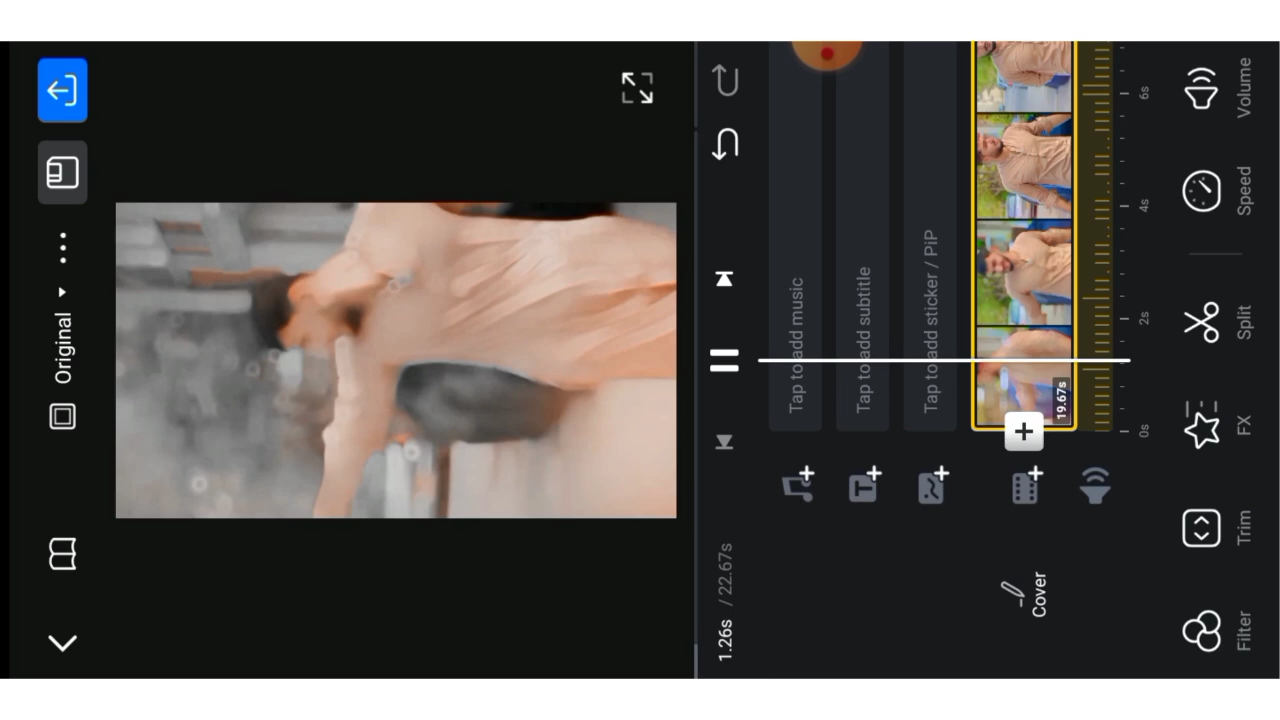 Original
1.26s / 22.67s
Tap to add music
Tap to add subtitle
Tap to add sticker / PiP
Cover
19.67s
0s 2s 4s 6s
Filter Trim FX Split Speed Volume